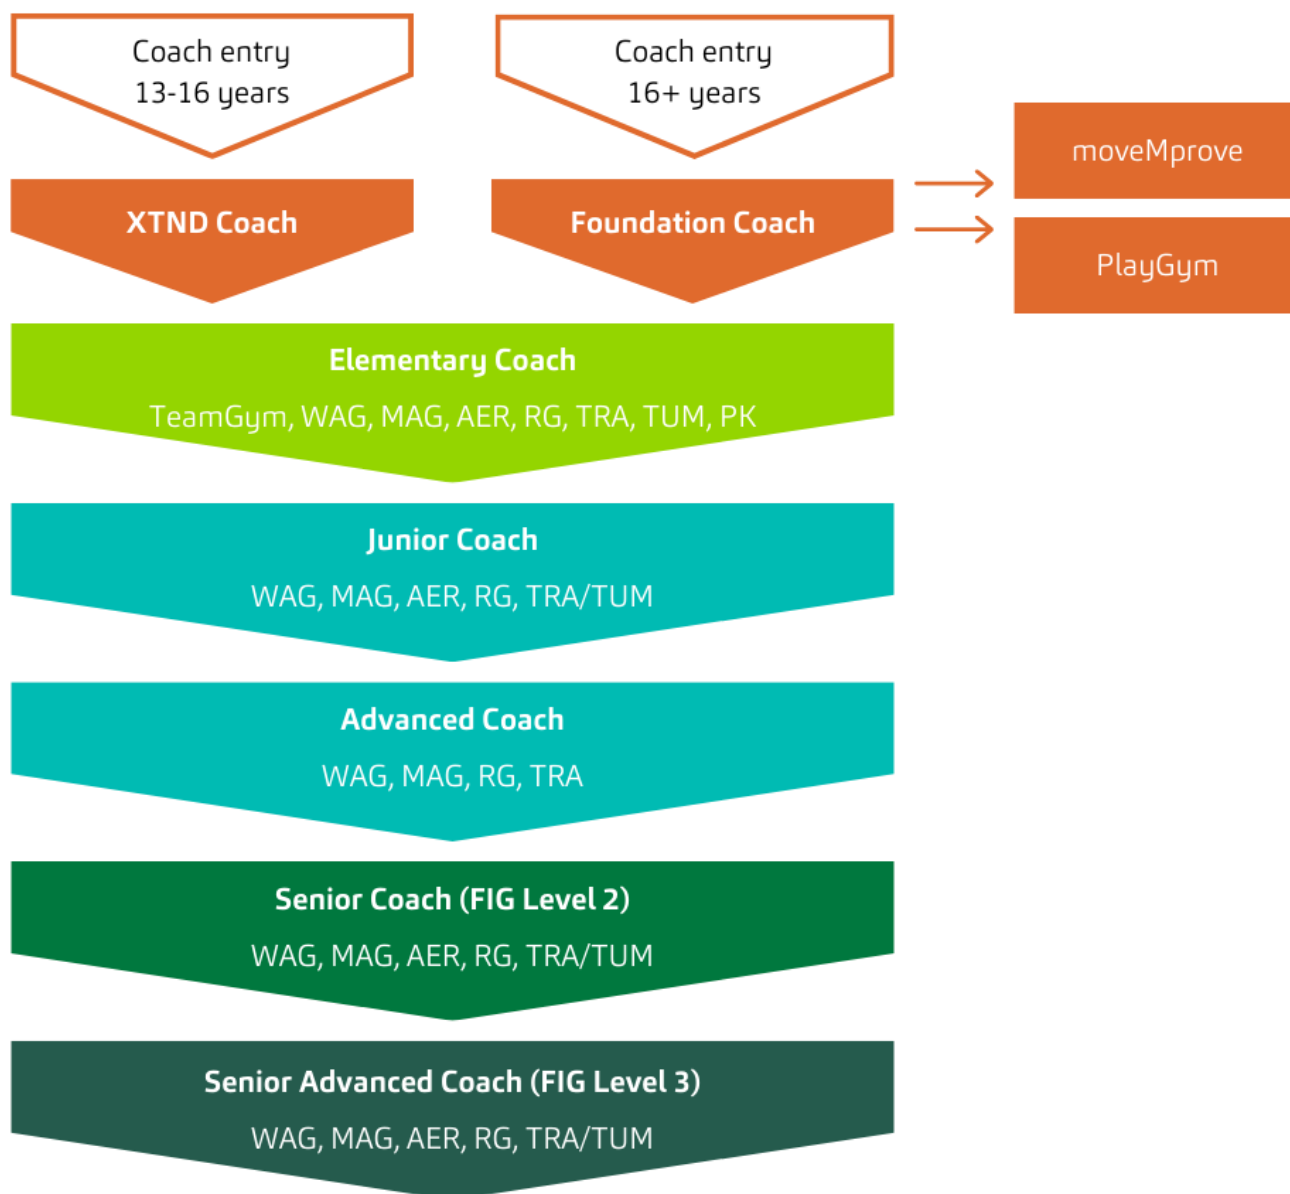 Coach entry
13-16 years
Coach entry
16+ years
moveMprove
PlayGym
XTND Coach
Foundation Coach
Elementary Coach
TeamGym, WAG, MAG, AER, RG, TRA, TUM, PK
Junior Coach
WAG, MAG, AER, RG, TRA/TUM
Advanced Coach
WAG, MAG, RG, TRA
Senior Coach (FIG Level 2)
WAG, MAG, AER, RG, TRA/TUM
Senior Advanced Coach (FIG Level 3)
WAG, MAG, AER, RG, TRA/TUM